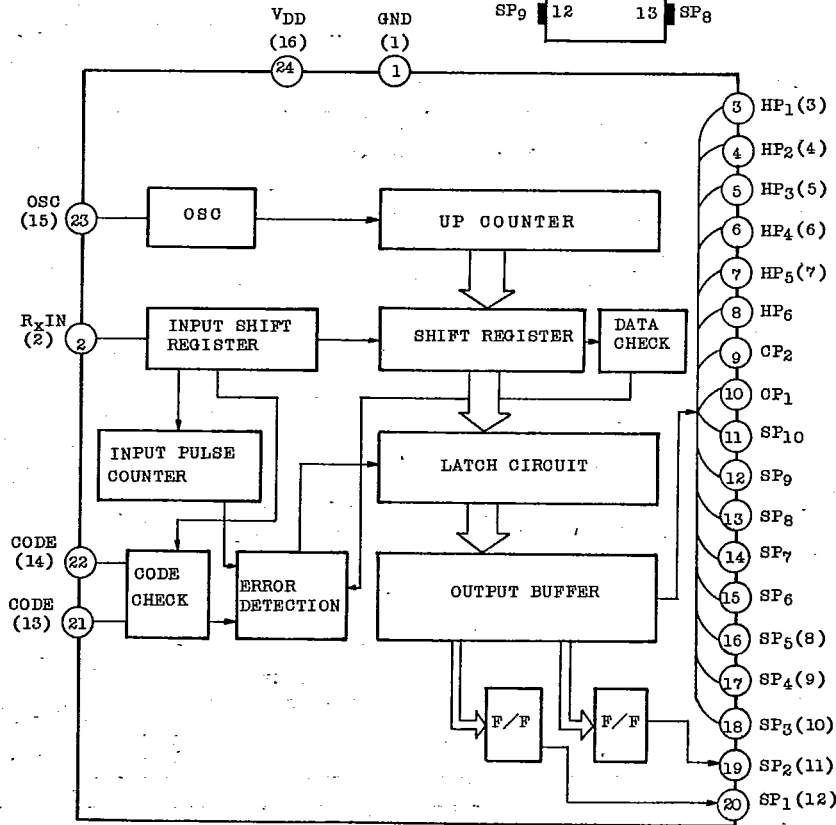 SP9 12 13 SP8
VDD GND
(16) (1)
24 1
3 HP1(3)
4 HP2(4)
5 HP3(5)
6 HP4(6)
7 HP5(7)
8 HP6
9 CP2
10 CP1
11 SP10
12 SP9
13 SP8
14 SP7
15 SP6
16 SP5(8)
17 SP4(9)
18 SP3(10)
19 SP2(11)
20 SP1(12)
OSC
(15) 23
OSC
UP COUNTER
RxIN
(2) 2
INPUT SHIFT
REGISTER
SHIFT REGISTER
DATA
CHECK
INPUT PULSE
COUNTER
LATCH CIRCUIT
CODE
(14) 22
CODE
(13) 21
CODE
CHECK
ERROR
DETECTION
OUTPUT BUFFER
F/F
F/F